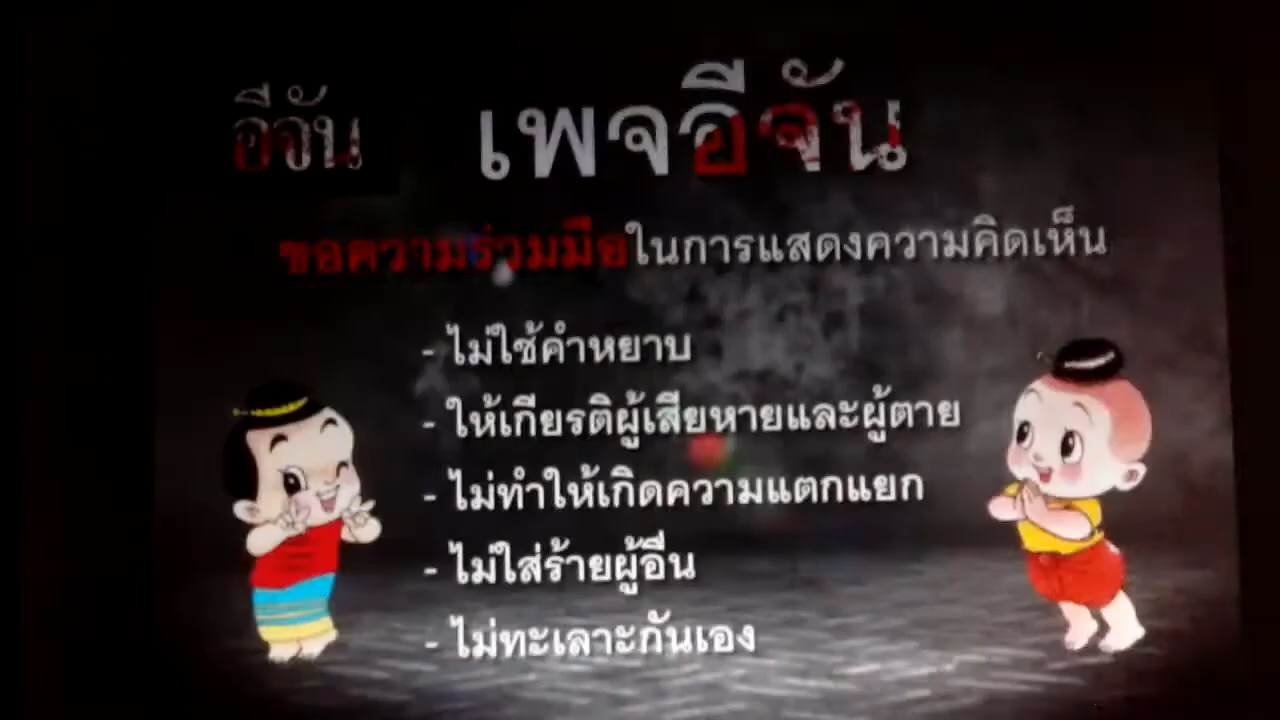 อีจัน
เพจอีจัน
ขอความร่วมมือในการแสดงความคิดเห็น
- ไม่ใช้คำหยาบ
- ให้เกียรติผู้เสียหายและผู้ตาย
- ไม่ทำให้เกิดความแตกแยก
- ไม่ใส่ร้ายผู้อื่น
- ไม่ทะเลาะกันเอง